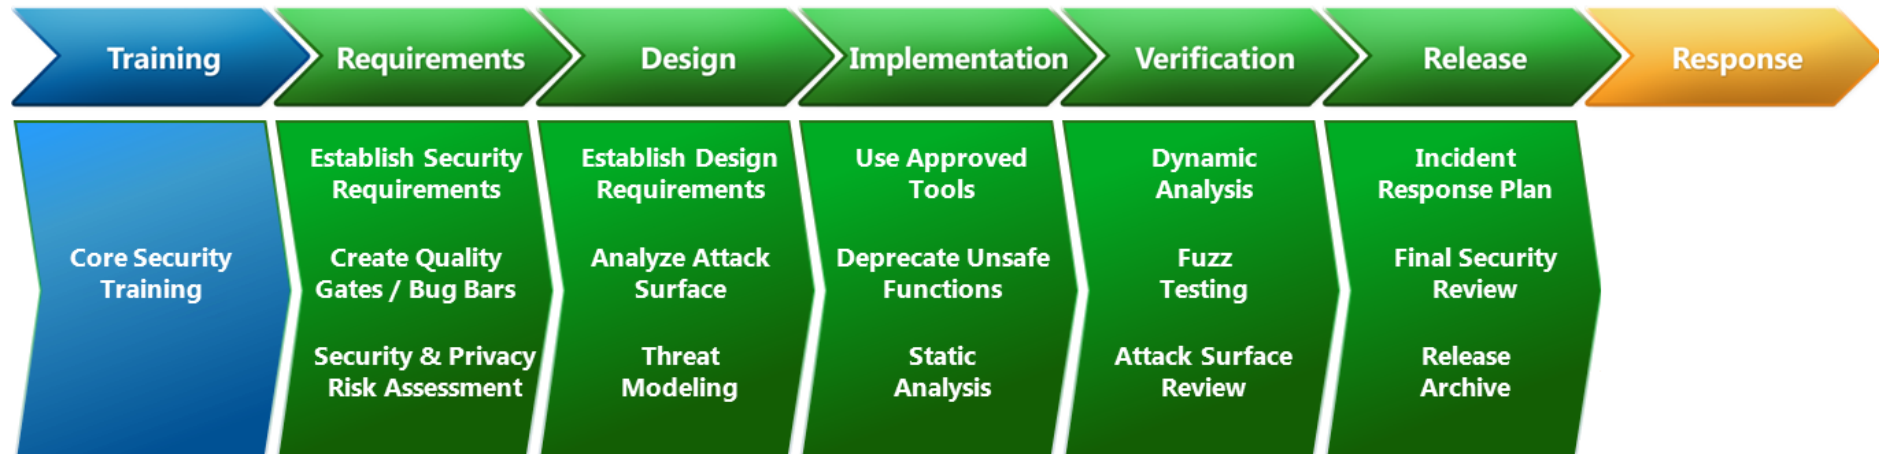 Training
Requirements
Design
Implementation
Verification
Release
Response
Core Security
Training
Establish Security
Requirements
Create Quality
Gates / Bug Bars
Security & Privacy
Risk Assessment
Establish Design
Requirements
Analyze Attack
Surface
Threat
Modeling
Use Approved
Tools
Deprecate Unsafe
Functions
Static
Analysis
Dynamic
Analysis
Fuzz
Testing
Attack Surface
Review
Incident
Response Plan
Final Security
Review
Release
Archive